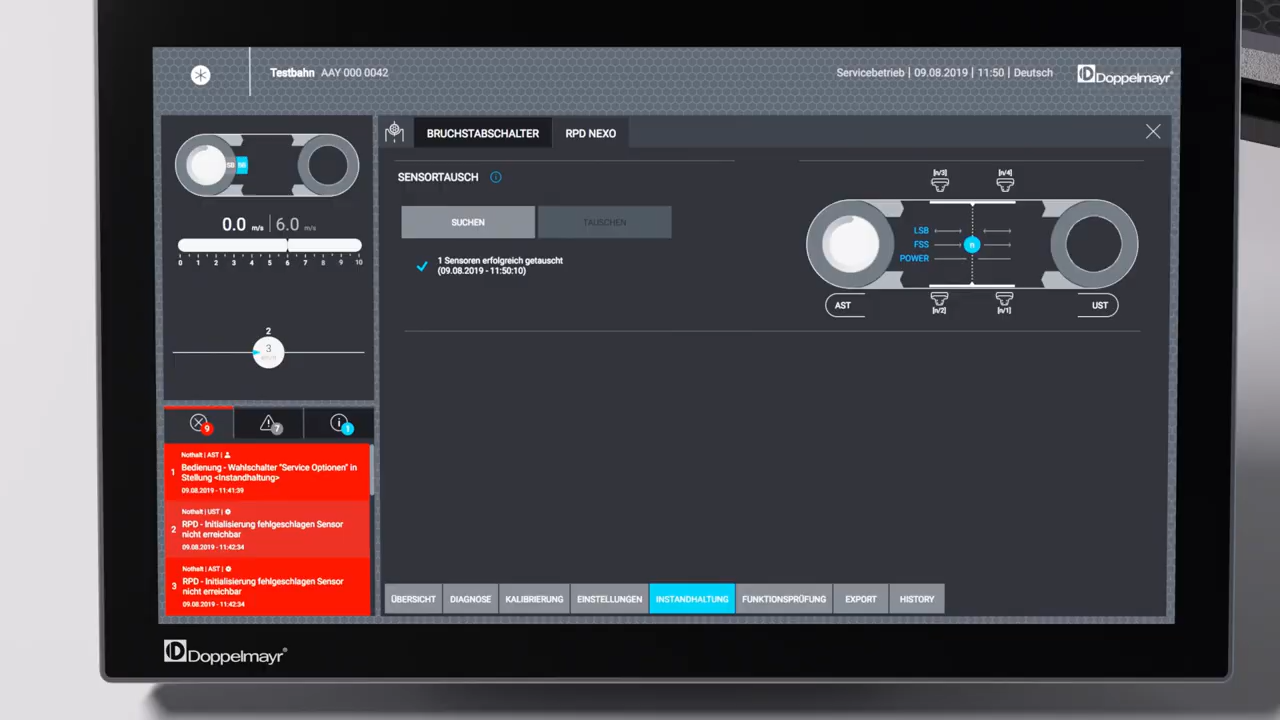 Testbahn AAY 000 0042
Servicebetrieb | 09.08.2019 | 11:50 | Deutsch
Doppelmayr
BRUCHSTABSCHALTER
RPD NEXO
SENSORTAUSCH
SUCHEN
TAUSCHEN
1 Sensoren erfolgreich getauscht
(09.08.2019 - 11:50:10)
[n/3]
[n/4]
LSB
FSS
n
POWER
[n/2]
[n/1]
AST
UST
SB
0.0 m/s | 6.0 m/s
0 1 2 3 4 5 6 7 8 9 10
2
3
9
7
1
Nothalt | AST |
1 Bedienung - Wahlschalter "Service Optionen" in
Stellung <Instandhaltung>
09.08.2019 - 11:41:39
Nothalt | UST |
2 RPD - Initialisierung fehlgeschlagen Sensor
nicht erreichbar
09.08.2019 - 11:42:34
Nothalt | AST |
3 RPD - Initialisierung fehlgeschlagen Sensor
nicht erreichbar
09.08.2019 - 11:42:34
ÜBERSICHT
DIAGNOSE
KALIBRIERUNG
EINSTELLUNGEN
INSTANDHALTUNG
FUNKTIONSPRÜFUNG
EXPORT
HISTORY
Doppelmayr